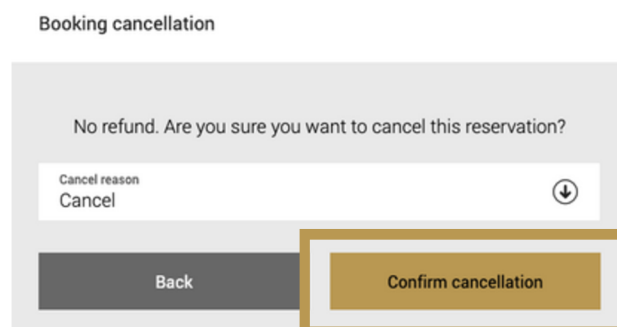 Booking cancellation
No refund. Are you sure you want to cancel this reservation?
Cancel reason
Cancel
Back
Confirm cancellation